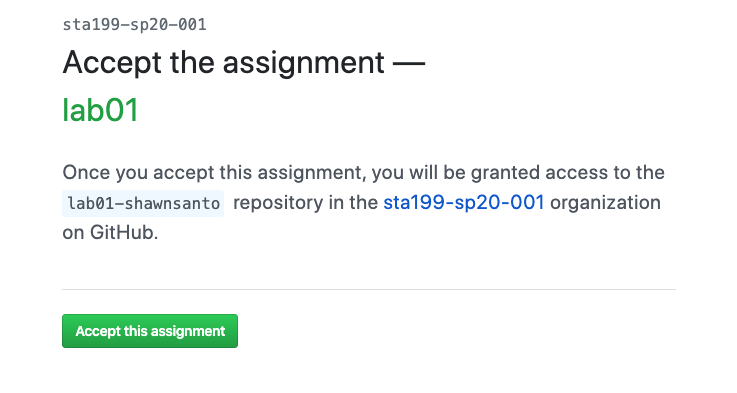 sta199-sp20-001
Accept the assignment —
lab01
Once you accept this assignment, you will be granted access to the
lab01-shawnsanto repository in the sta199-sp20-001 organization
on GitHub.
Accept this assignment